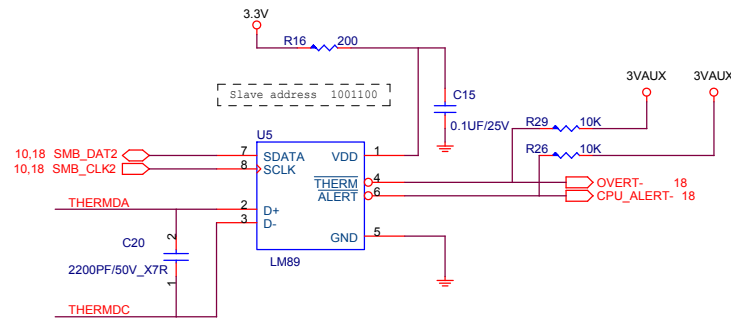 3.3V
R16 200
3VAUX 3VAUX
Slave address 1001100
C15
0.1UF/25V
R29 10K
U5
R26 10K
10,18 SMB_DAT2 7 SDATA VDD 1
10,18 SMB_CLK2 8 SCLK
THERM 4 OVERT- 18
ALERT 6 CPU_ALERT- 18
THERMDA 2 D+
3 D-
GND 5
C20 2
2200PF/50V_X7R
1
LM89
THERMDC